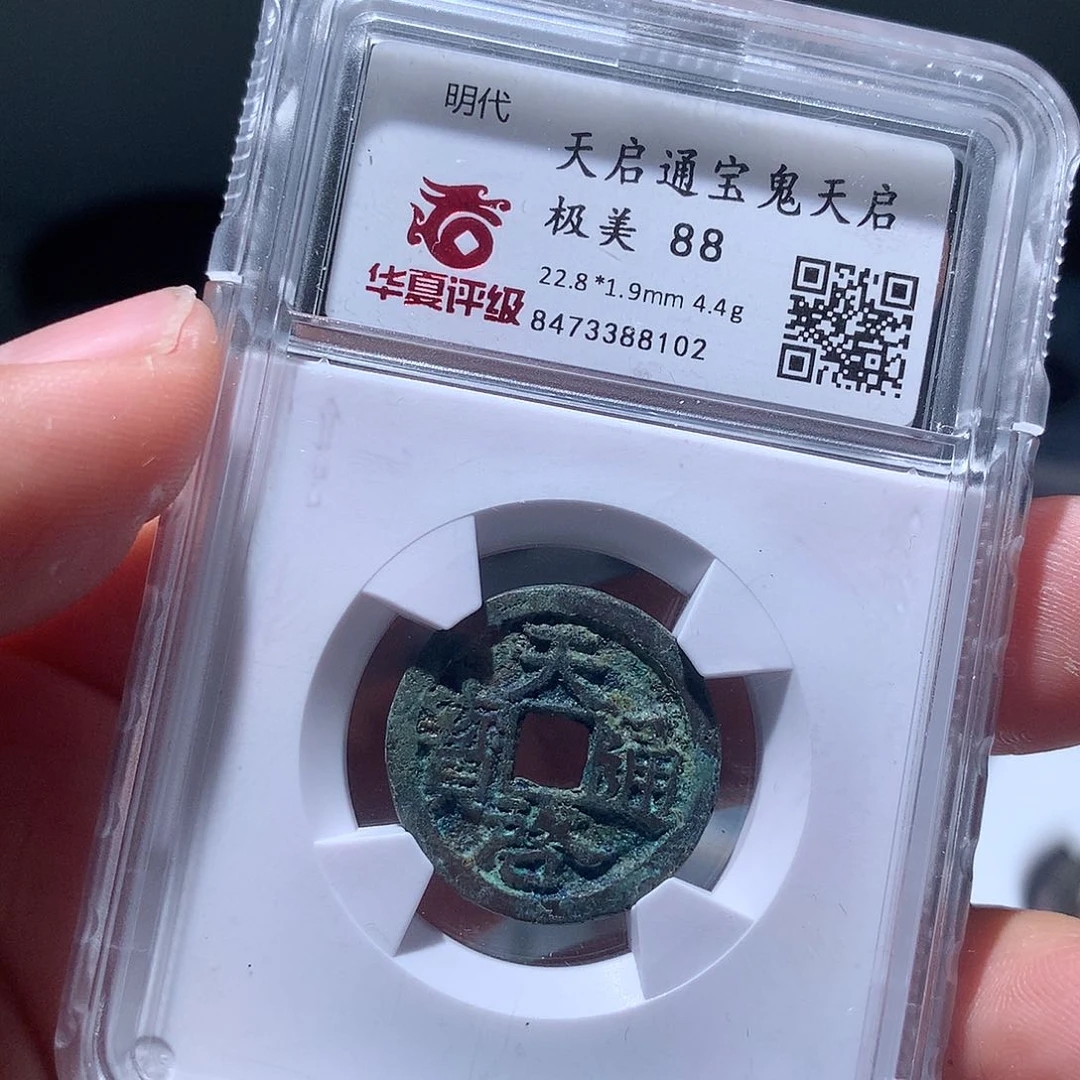 明代
天启通宝鬼天启
极美 88
22.8*1.9mm 4.4g
华夏评级
8473388102
天啓通寶